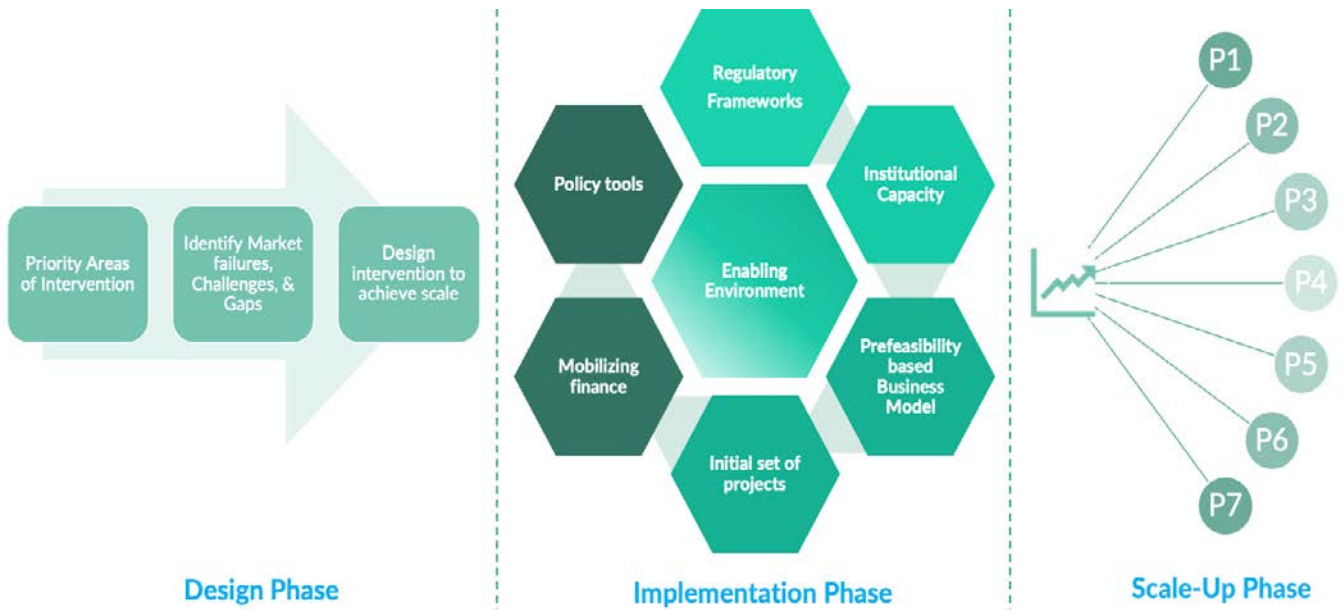 Priority Areas
of Intervention
Identify Market
failures,
Challenges, &
Gaps
Design
intervention to
achieve scale
Design Phase
Regulatory
Frameworks
Policy tools
Institutional
Capacity
Enabling
Environment
Mobilizing
finance
Prefeasibility
based
Business
Model
Initial set of
projects
Implementation Phase
P1
P2
P3
P4
P5
P6
P7
Scale-Up Phase